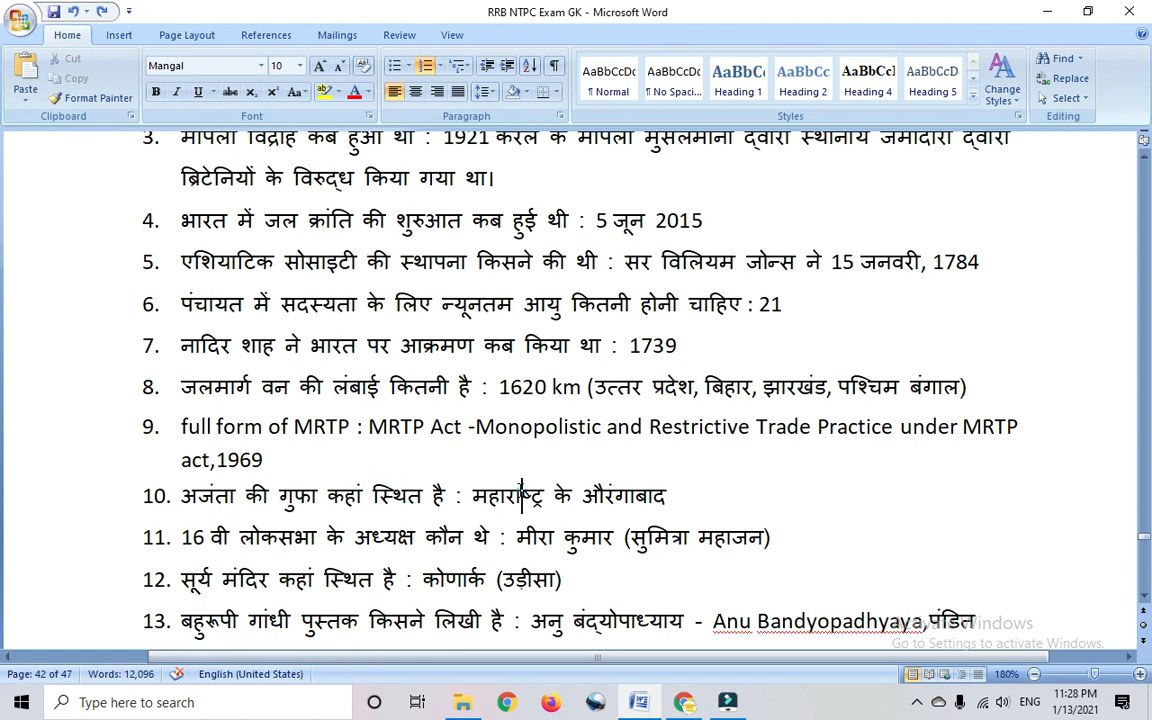 RRB NTPC Exam GK - Microsoft Word
Home Insert Page Layout References Mailings Review View
Paste Cut Copy Format Painter Clipboard
Mangal 10 Font
Paragraph
AaBbCcDc ¶ Normal AaBbCcDc ¶ No Spaci... AaBbC Heading 1 AaBbCc Heading 2 AaBbCcI Heading 4 AaBbCcD Heading 5 Change Styles Styles
Find Replace Select Editing
3. मोपला विद्रोह कब हुआ था : 1921 केरल के मोपला मुसलमानों द्वारा स्थानीय जमींदारों द्वारा
ब्रिटेनियों के विरुद्ध किया गया था।
4. भारत में जल क्रांति की शुरुआत कब हुई थी : 5 जून 2015
5. एशियाटिक सोसाइटी की स्थापना किसने की थी : सर विलियम जोन्स ने 15 जनवरी, 1784
6. पंचायत में सदस्यता के लिए न्यूनतम आयु कितनी होनी चाहिए : 21
7. नादिर शाह ने भारत पर आक्रमण कब किया था : 1739
8. जलमार्ग वन की लंबाई कितनी है : 1620 km (उत्तर प्रदेश, बिहार, झारखंड, पश्चिम बंगाल)
9. full form of MRTP : MRTP Act -Monopolistic and Restrictive Trade Practice under MRTP
act,1969
10. अजंता की गुफा कहां स्थित है : महाराष्ट्र के औरंगाबाद
11. 16 वी लोकसभा के अध्यक्ष कौन थे : मीरा कुमार (सुमित्रा महाजन)
12. सूर्य मंदिर कहां स्थित है : कोणार्क (उड़ीसा)
13. बहुरूपी गांधी पुस्तक किसने लिखी है : अनु बंद्योपाध्याय - Anu Bandyopadhyaya,पंडित
Activate Windows
Go to Settings to activate Windows.
Page: 42 of 47 Words: 12,096 English (United States) 180%
Type here to search ENG 11:28 PM
1/13/2021